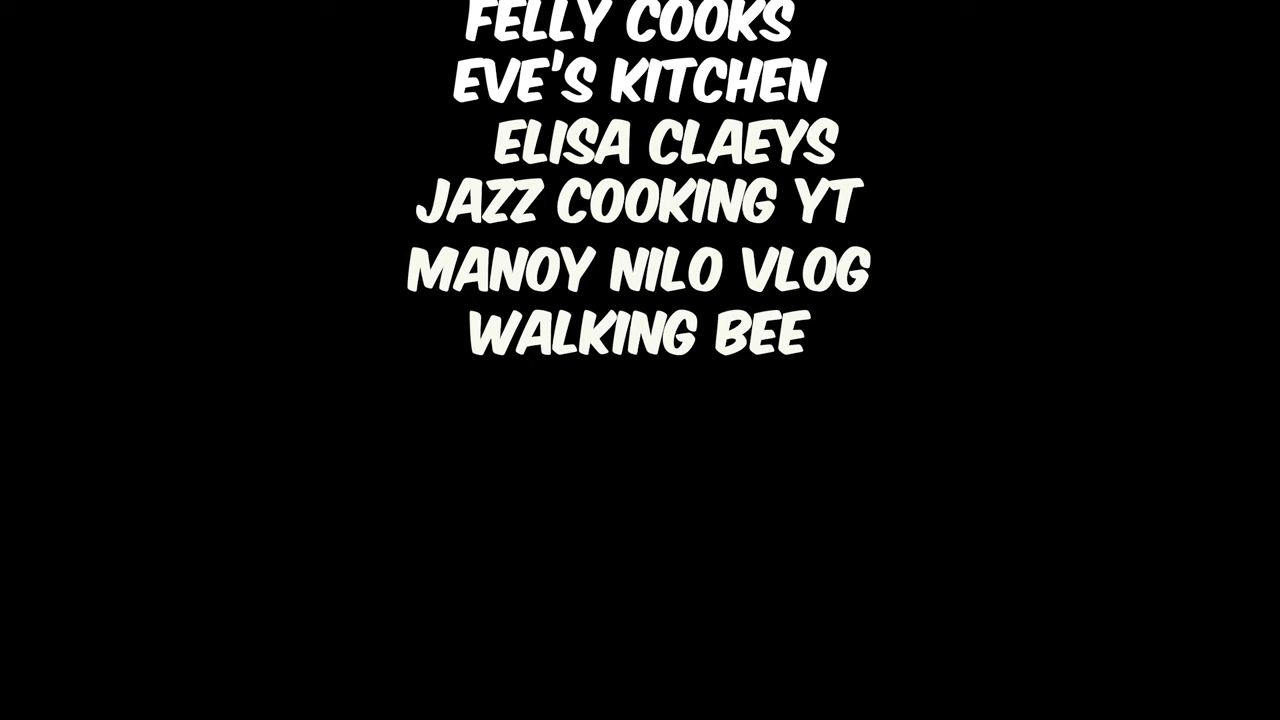 FELLY COOKS
EVE'S KITCHEN
ELISA CLAEYS
JAZZ COOKING YT
MANOY NILO VLOG
WALKING BEE